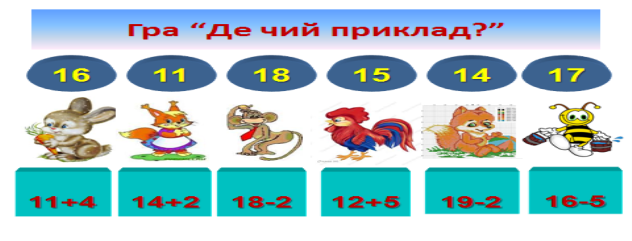 Гра “Де чий приклад?”
16 11 18 15 14 17
11+4 14+2 18-2 12+5 19-2 16-5